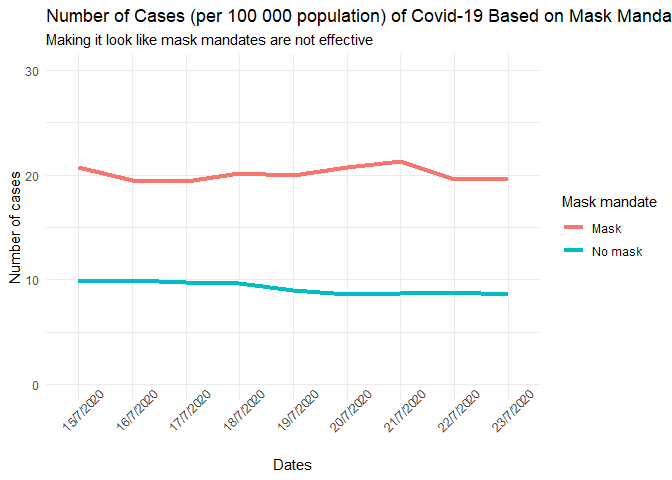 Number of Cases (per 100 000 population) of Covid-19 Based on Mask Manda
Making it look like mask mandates are not effective
30
20
10
0
Number of cases
15/7/2020
16/7/2020
17/7/2020
18/7/2020
19/7/2020
20/7/2020
21/7/2020
22/7/2020
23/7/2020
Dates
Mask mandate
Mask
No mask